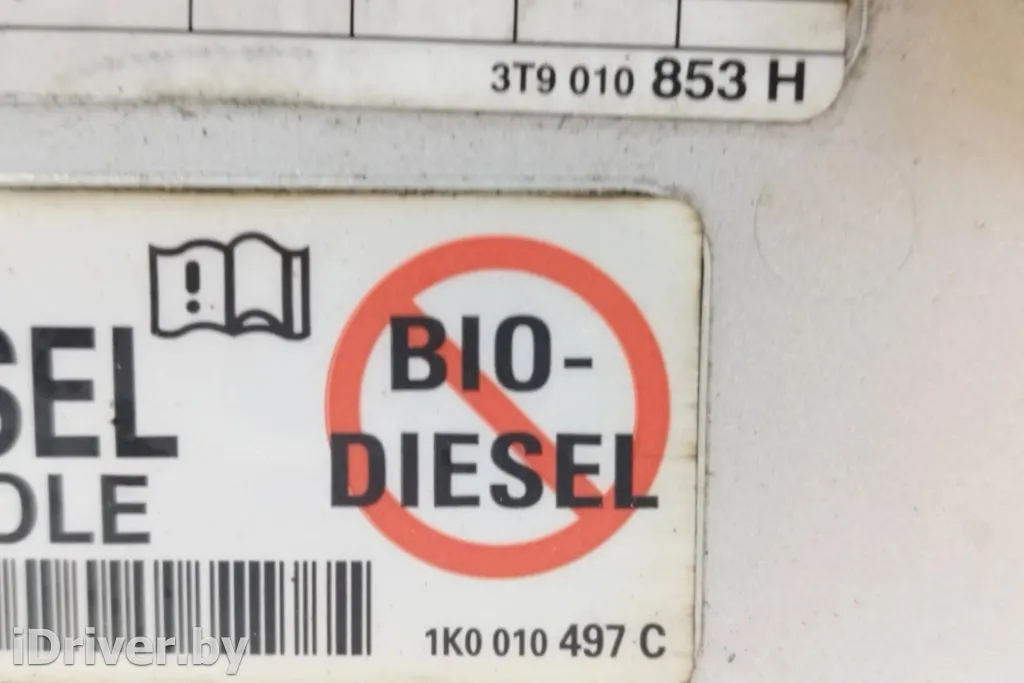 3T9 010 853 H
BIO-
DIESEL
SEL
OLE
1K0 010 497 C
iDriver.by